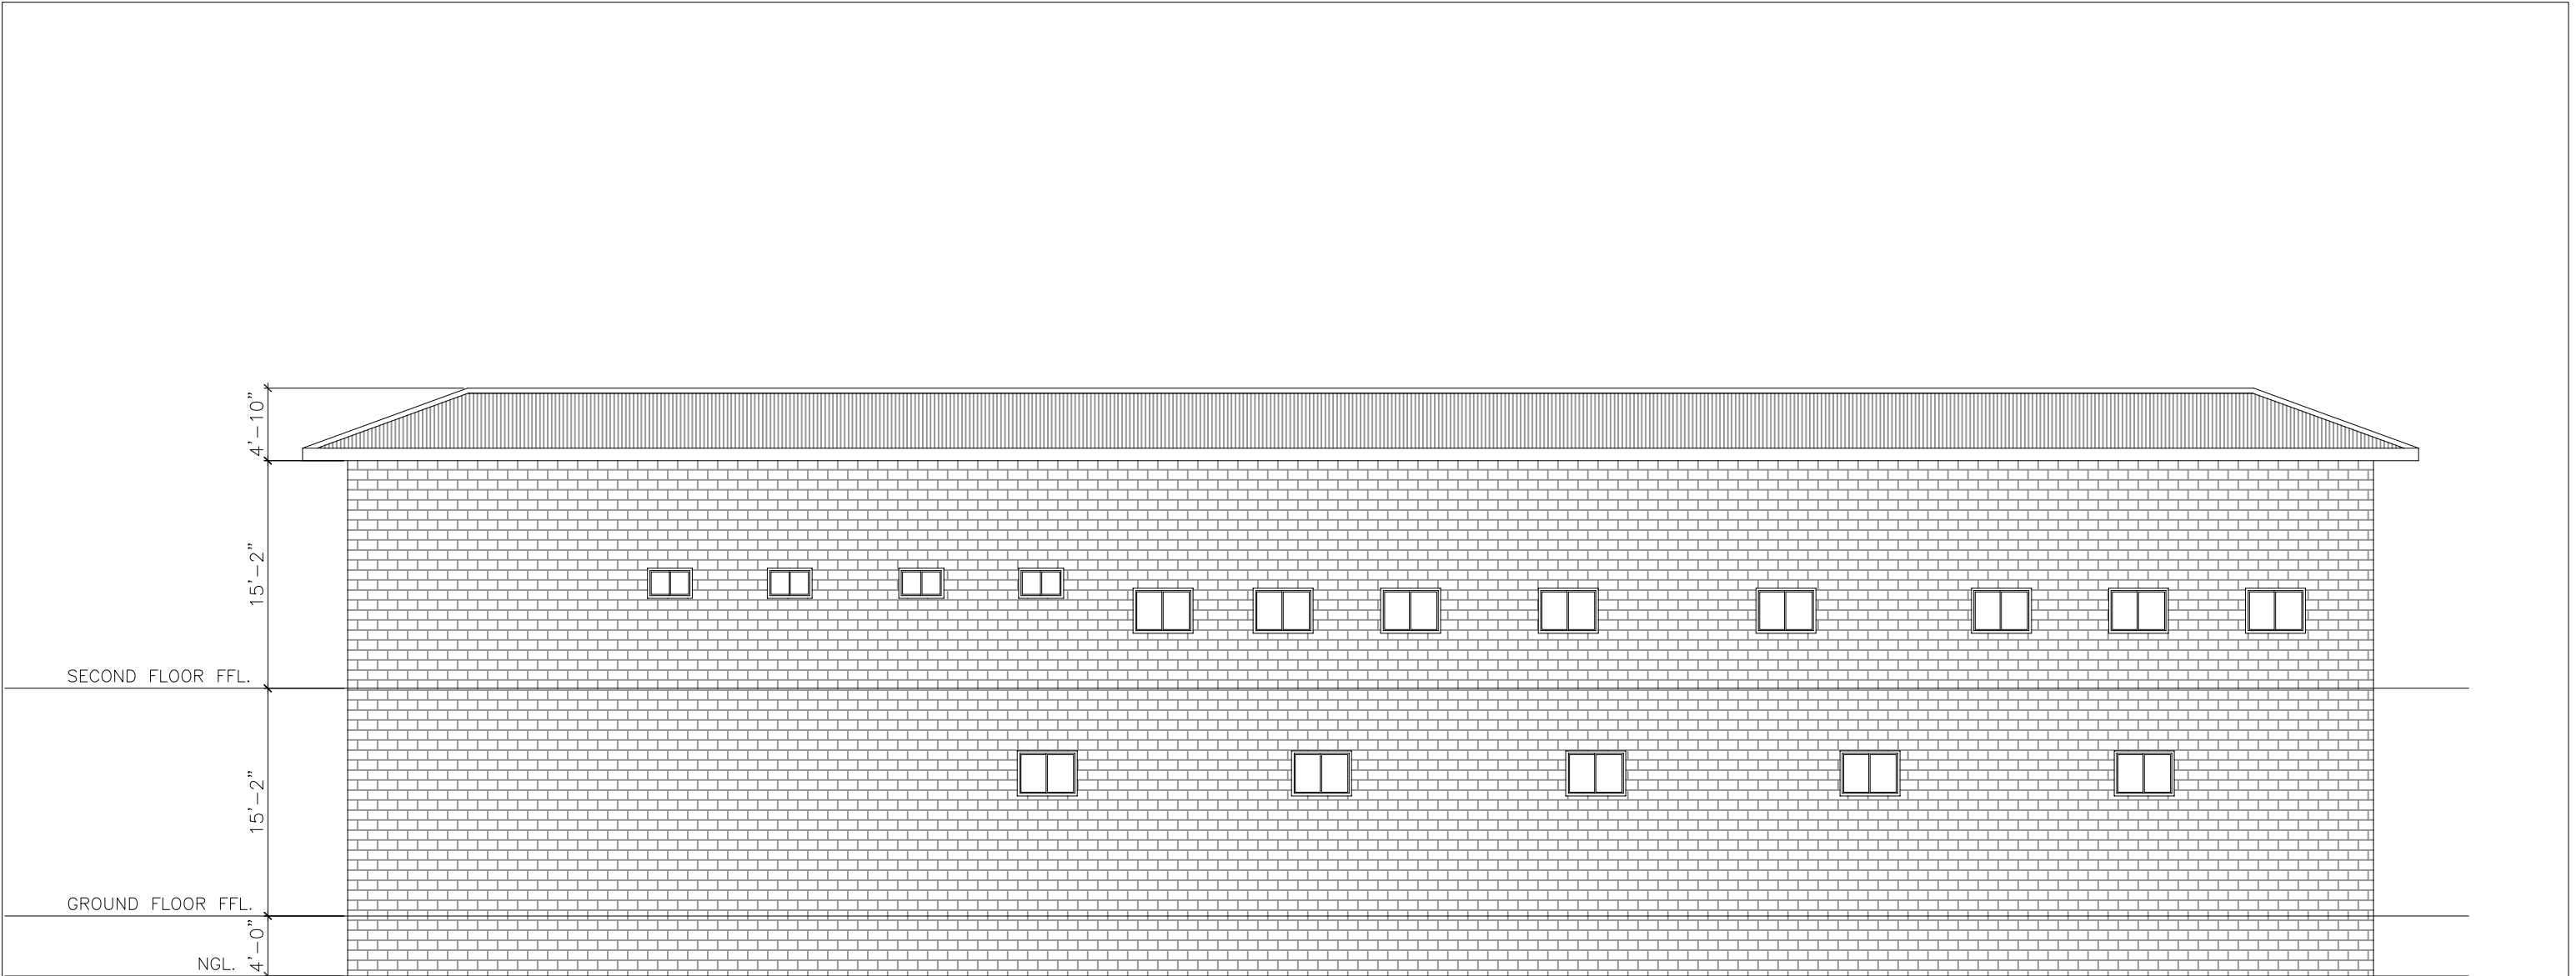 4'-10"
15'-2"
SECOND FLOOR FFL.
15'-2"
GROUND FLOOR FFL.
4'-0"
NGL.